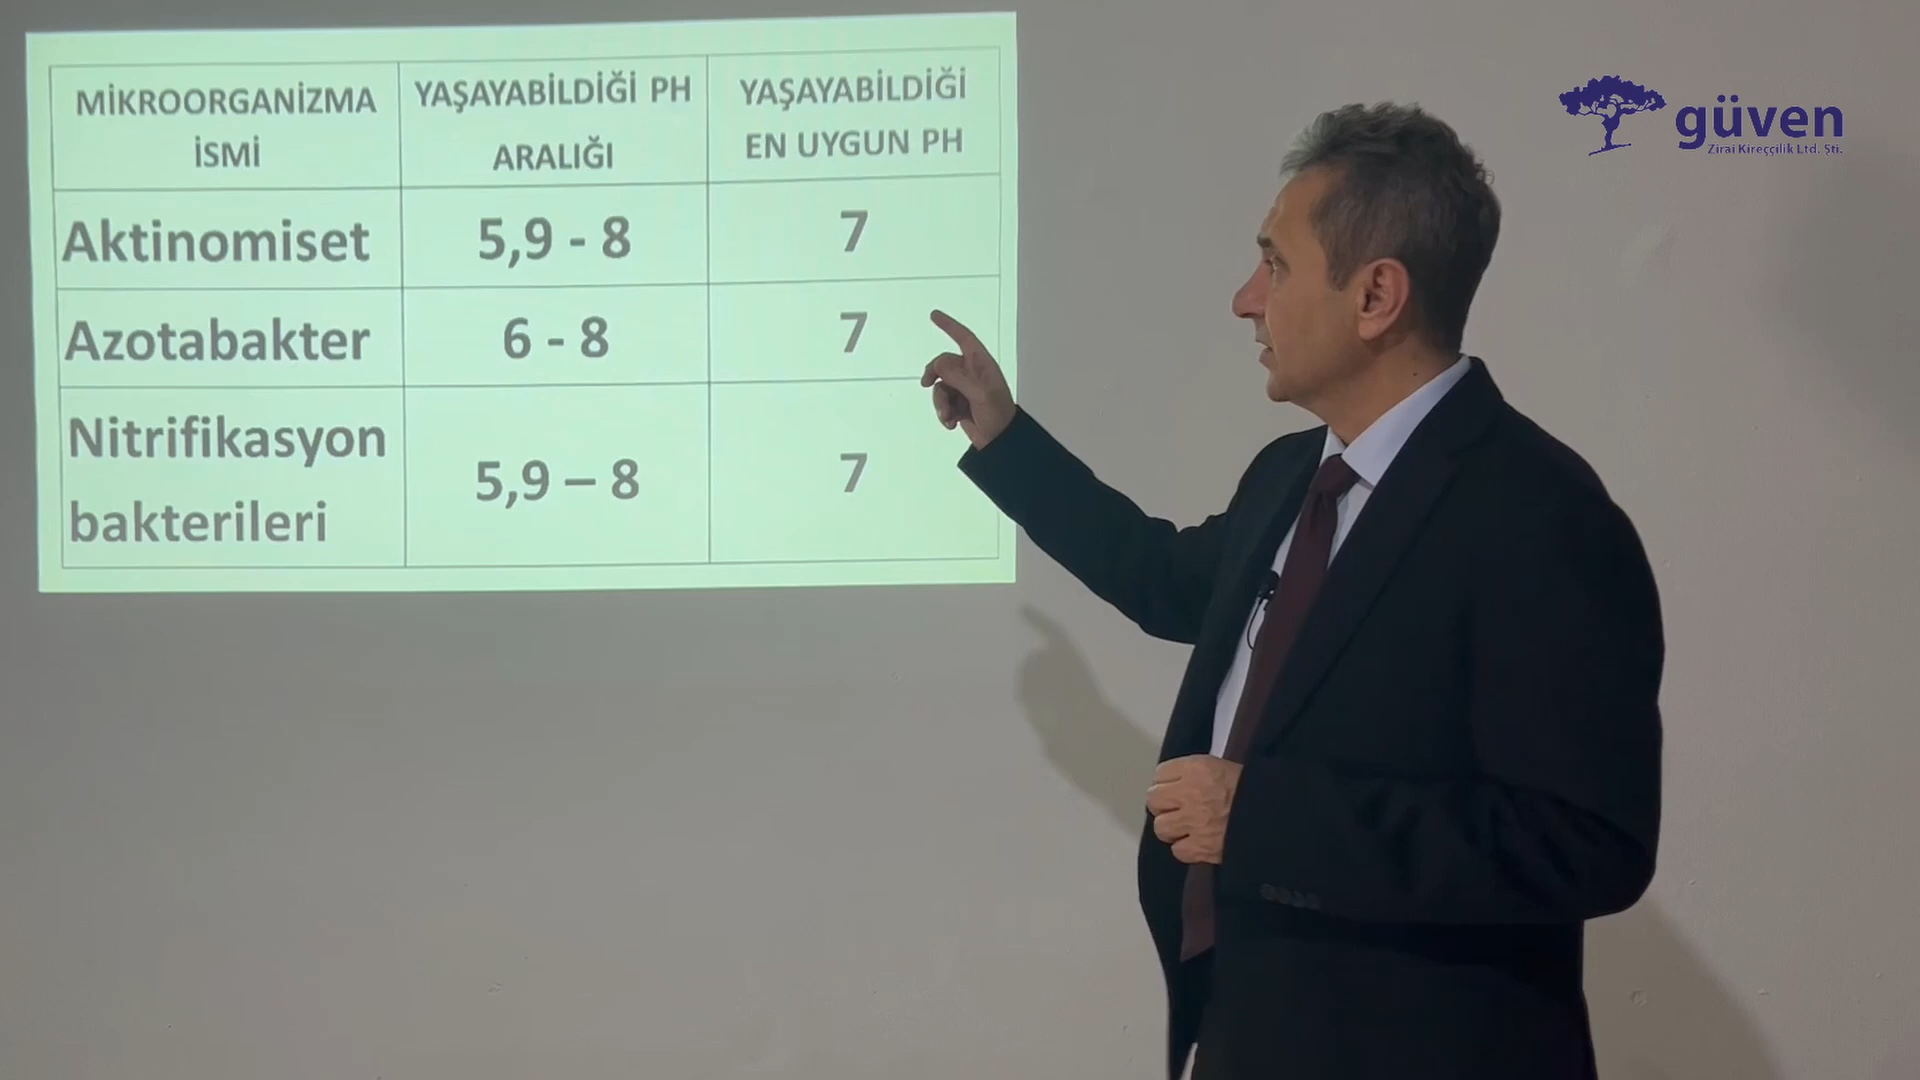 MİKROORGANİZMA
İSMİ
YAŞAYABİLDİĞİ PH
ARALIĞI
YAŞAYABİLDİĞİ
EN UYGUN PH
Aktinomiset
5,9 - 8
7
Azotabakter
6 - 8
7
Nitrifikasyon
bakterileri
5,9 – 8
7
güven
Zirai Kireççilik Ltd. Şti.